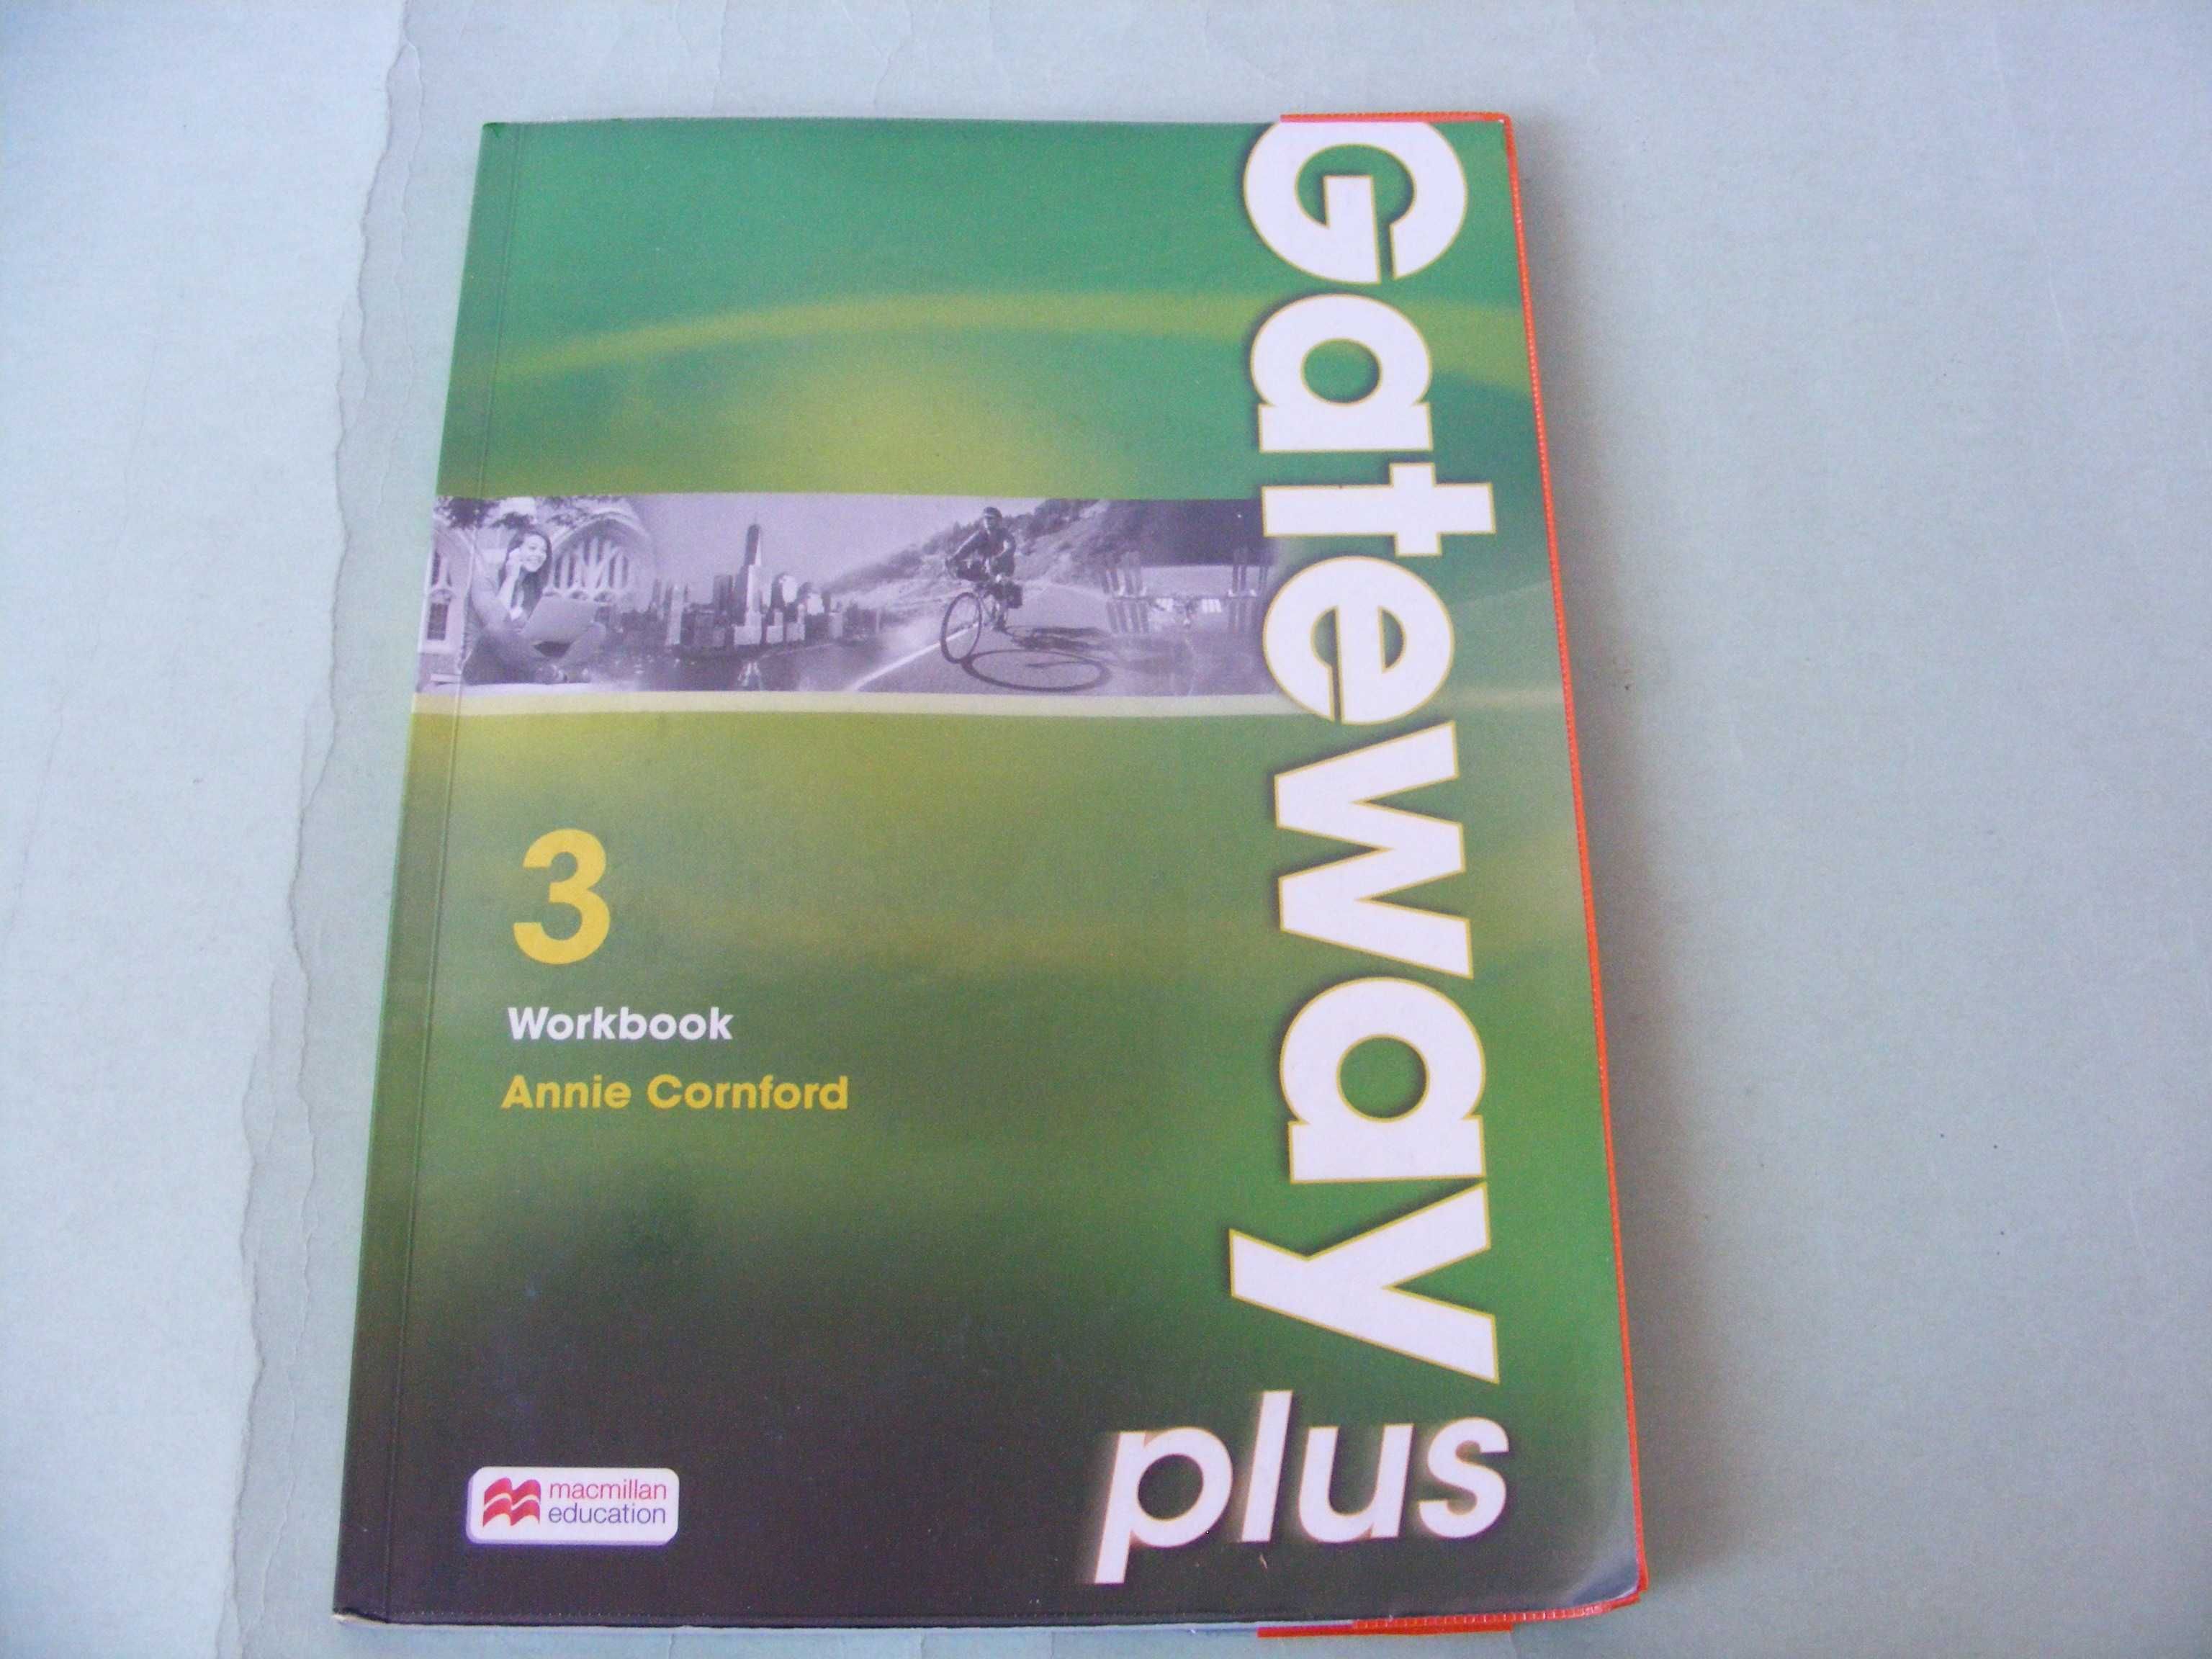 Gateway
plus
3
Workbook
Annie Cornford
macmillan
education